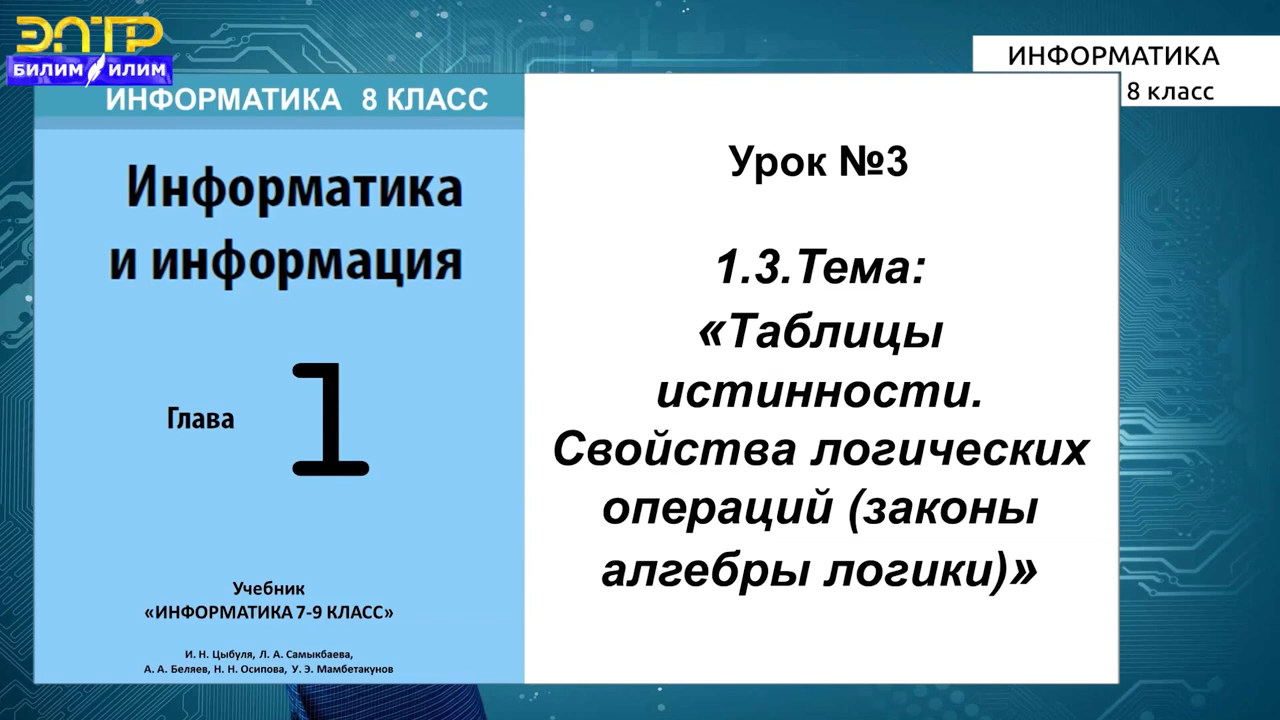 ЭЛТР
БИЛИМ ИЛИМ
ИНФОРМАТИКА
8 класс
ИНФОРМАТИКА 8 КЛАСС
Информатика
и информация
Глава 1
Учебник
«ИНФОРМАТИКА 7-9 КЛАСС»
И. Н. Цыбуля, Л. А. Самыкбаева,
А. А. Беляев, Н. Н. Осипова, У. Э. Мамбетакунов
Урок №3
1.3.Тема:
«Таблицы
истинности.
Свойства логических
операций (законы
алгебры логики)»